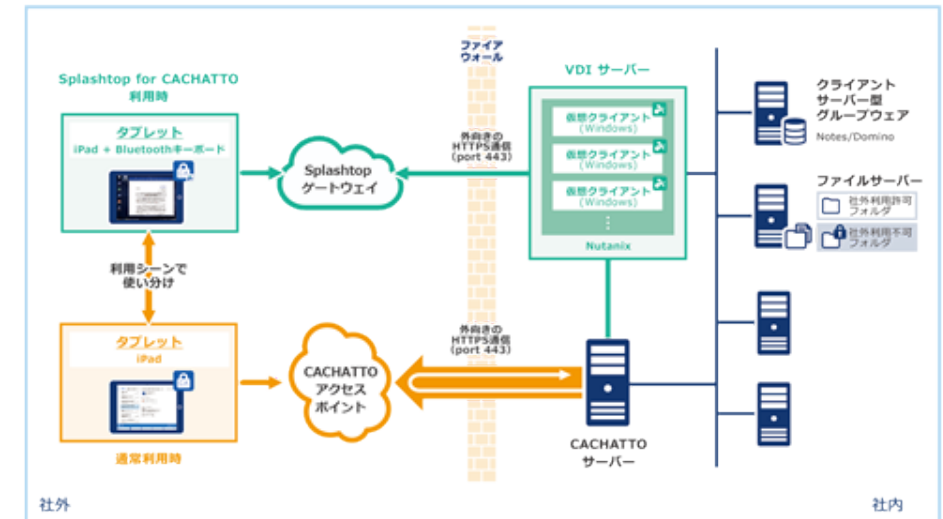 Splashtop for CACHATTO
利用時
タブレット
iPad + Bluetoothキーボード
利用シーンで
使い分け
タブレット
iPad
通常利用時
Splashtop
ゲートウェイ
CACHATTO
アクセス
ポイント
ファイア
ウォール
外向きの
HTTPS通信
(port 443)
外向きの
HTTPS通信
(port 443)
VDI サーバー
仮想クライアント
(Windows)
仮想クライアント
(Windows)
仮想クライアント
(Windows)
Nutanix
CACHATTO
サーバー
クライアント
サーバー型
グループウェア
Notes/Domino
ファイルサーバー
社外利用許可
フォルダ
社外利用不可
フォルダ
社外
社内